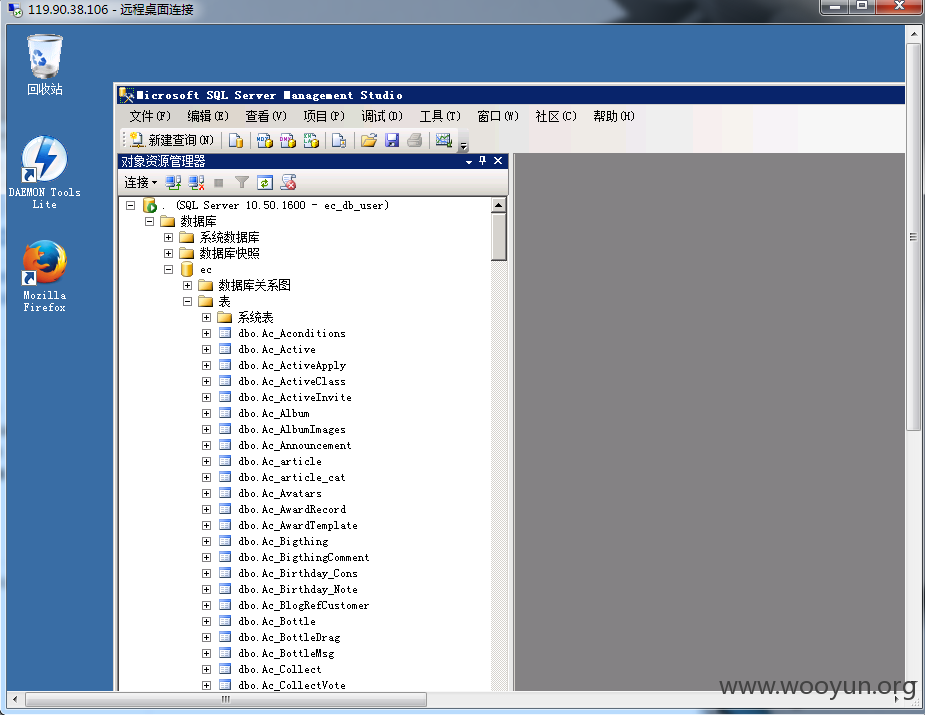 119.90.38.106 - 远程桌面连接
回收站
DAEMON Tools
Lite
Mozilla
Firefox
Microsoft SQL Server Management Studio
文件(F) 编辑(E) 查看(V) 项目(P) 调试(D) 工具(T) 窗口(W) 社区(C) 帮助(H)
新建查询(N)
对象资源管理器
连接
. (SQL Server 10.50.1600 - ec_db_user)
数据库
系统数据库
数据库快照
ec
数据库关系图
表
系统表
dbo.Ac_Aconditions
dbo.Ac_Active
dbo.Ac_ActiveApply
dbo.Ac_ActiveClass
dbo.Ac_ActiveInvite
dbo.Ac_Album
dbo.Ac_AlbumImages
dbo.Ac_Announcement
dbo.Ac_article
dbo.Ac_article_cat
dbo.Ac_Avatars
dbo.Ac_AwardRecord
dbo.Ac_AwardTemplate
dbo.Ac_Bigthing
dbo.Ac_BigthingComment
dbo.Ac_Birthday_Cons
dbo.Ac_Birthday_Note
dbo.Ac_BlogRefCustomer
dbo.Ac_Bottle
dbo.Ac_BottleDrag
dbo.Ac_BottleMsg
dbo.Ac_Collect
dbo.Ac_CollectVote
www.wooyun.org